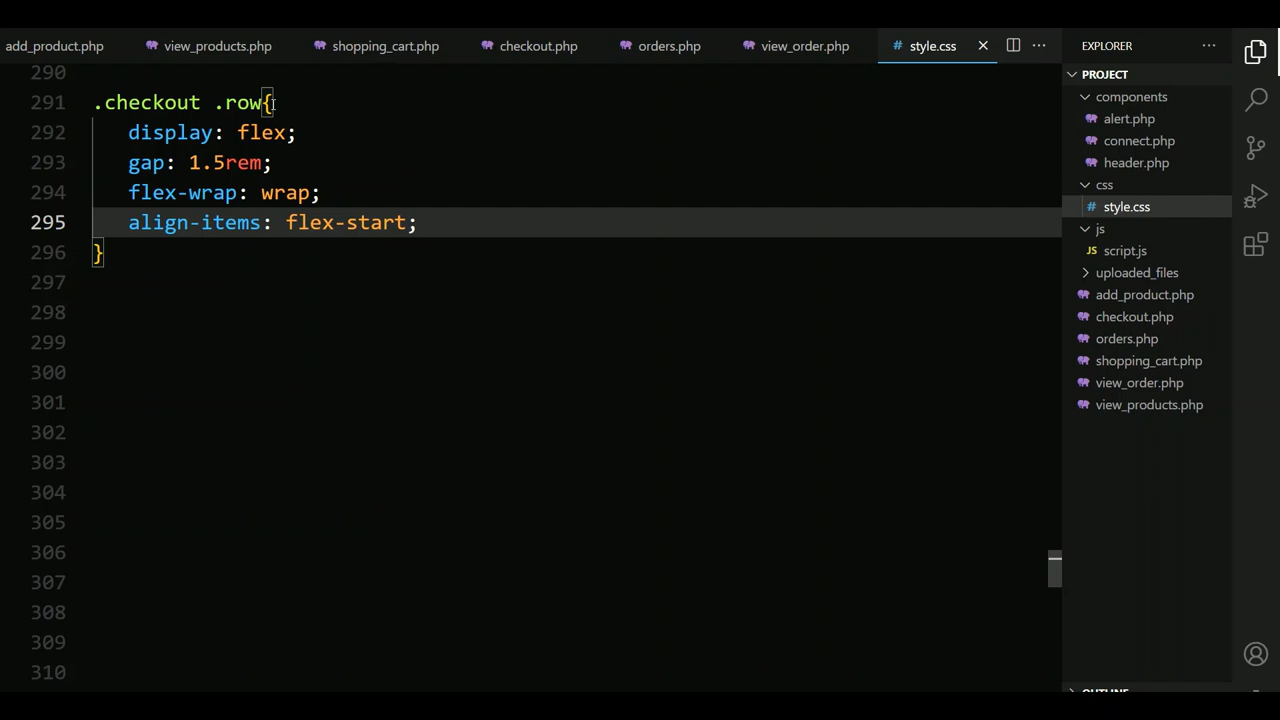 add_product.php view_products.php shopping_cart.php checkout.php orders.php view_order.php # style.css
EXPLORER
PROJECT
components
alert.php
connect.php
header.php
css
# style.css
js
JS script.js
uploaded_files
add_product.php
checkout.php
orders.php
shopping_cart.php
view_order.php
view_products.php
290
291 .checkout .row{
292 display: flex;
293 gap: 1.5rem;
294 flex-wrap: wrap;
295 align-items: flex-start;
296 }
297
298
299
300
301
302
303
304
305
306
307
308
309
310
OUTLINE